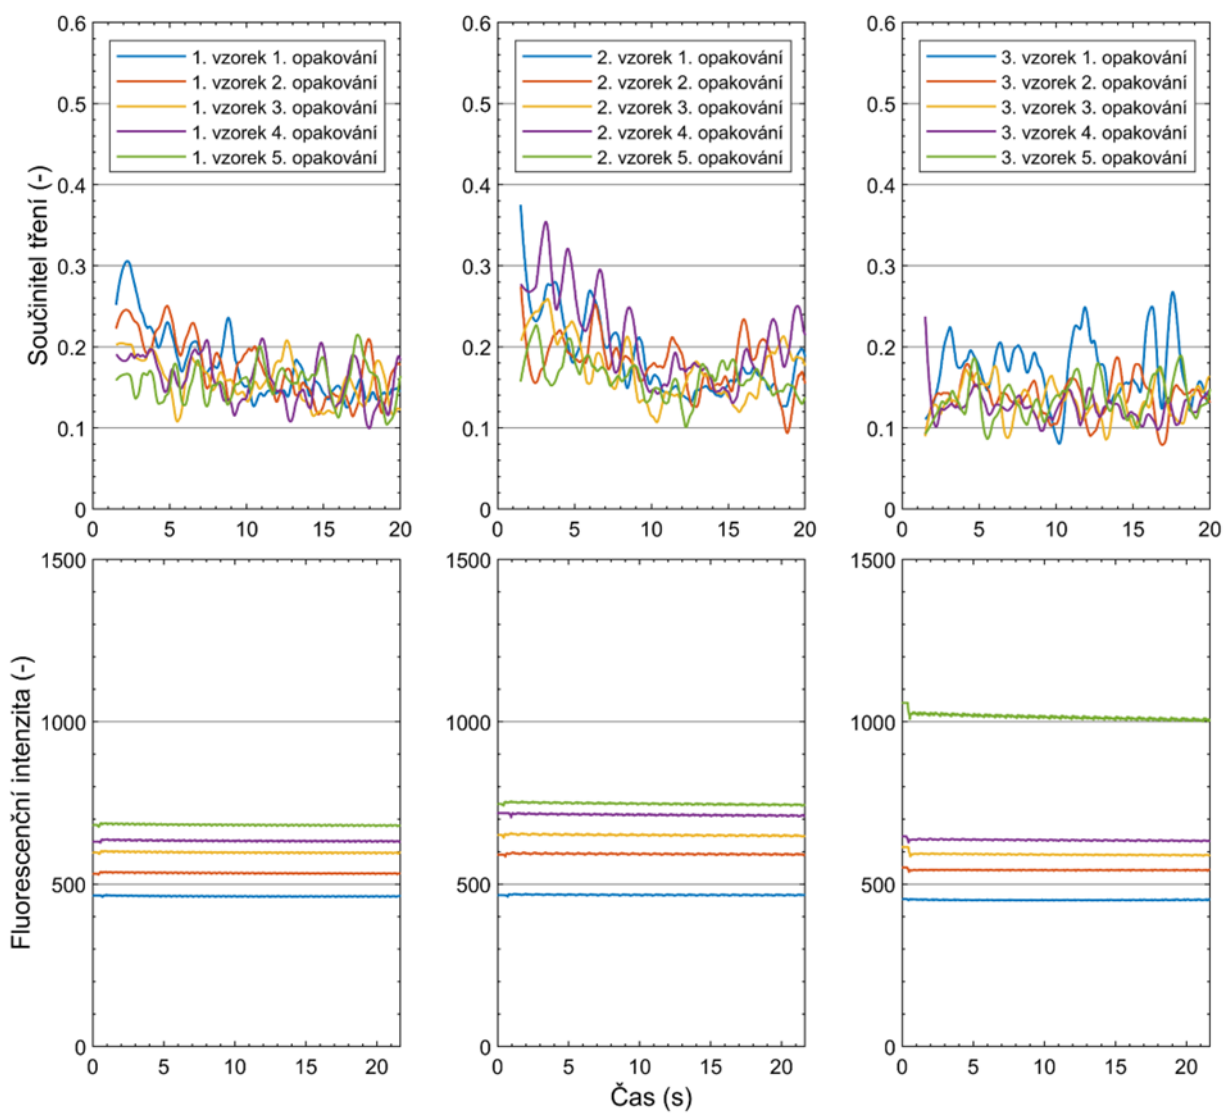 0.6
0.5
0.4
0.3
0.2
0.1
0
0 5 10 15 20
Součinitel tření (-)
1. vzorek 1. opakování
1. vzorek 2. opakování
1. vzorek 3. opakování
1. vzorek 4. opakování
1. vzorek 5. opakování
0.6
0.5
0.4
0.3
0.2
0.1
0
0 5 10 15 20
2. vzorek 1. opakování
2. vzorek 2. opakování
2. vzorek 3. opakování
2. vzorek 4. opakování
2. vzorek 5. opakování
0.6
0.5
0.4
0.3
0.2
0.1
0
0 5 10 15 20
3. vzorek 1. opakování
3. vzorek 2. opakování
3. vzorek 3. opakování
3. vzorek 4. opakování
3. vzorek 5. opakování
1500
1000
500
0
0 5 10 15 20
Fluorescenční intenzita (-)
1500
1000
500
0
0 5 10 15 20
1500
1000
500
0
0 5 10 15 20
Čas (s)